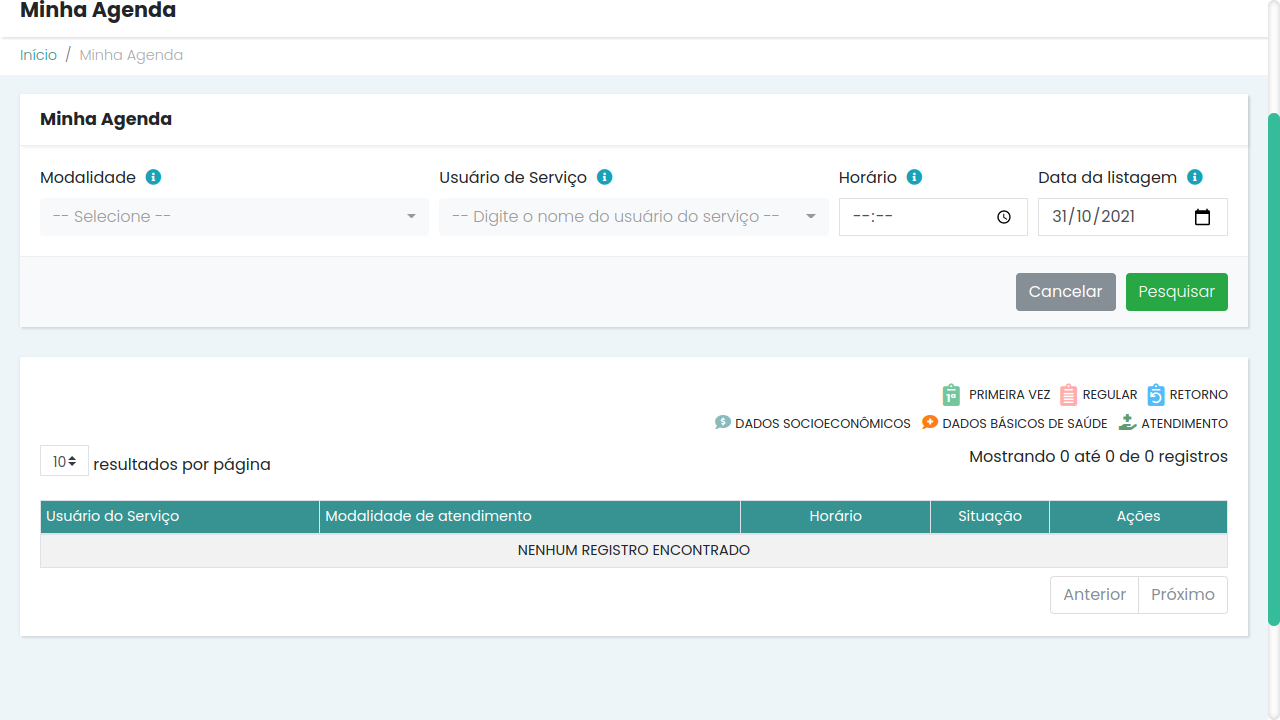 Minha Agenda
Início / Minha Agenda
Minha Agenda
Modalidade
Usuário de Serviço
Horário
Data da listagem
-- Selecione --
-- Digite o nome do usuário do serviço --
--:--
31/10/2021
Cancelar
Pesquisar
1ª PRIMEIRA VEZ REGULAR RETORNO
DADOS SOCIOECONÔMICOS DADOS BÁSICOS DE SAÚDE ATENDIMENTO
10 resultados por página
Mostrando 0 até 0 de 0 registros
Usuário do Serviço Modalidade de atendimento Horário Situação Ações
NENHUM REGISTRO ENCONTRADO
Anterior Próximo